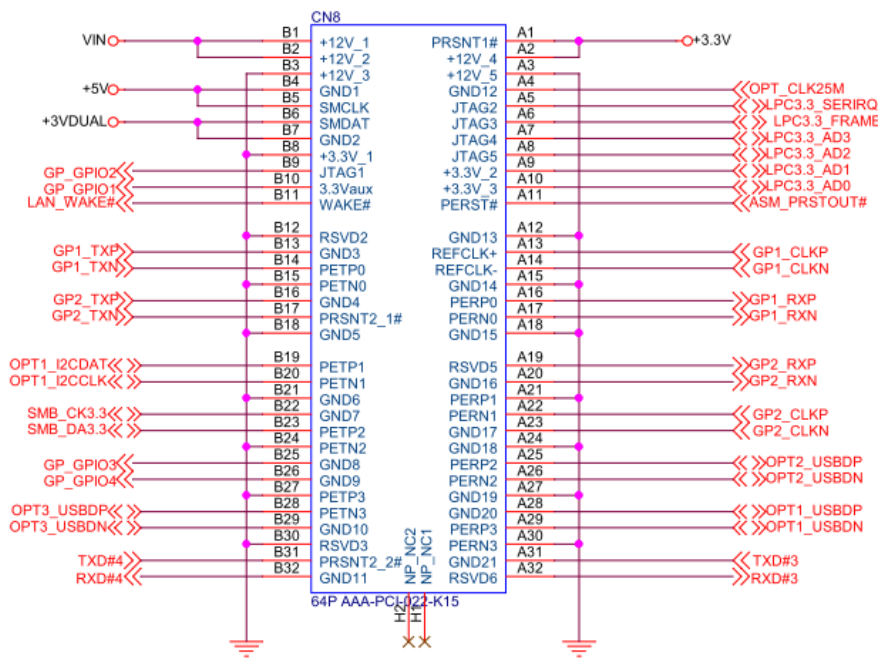 CN8
VIN B1 +12V_1 PRSNT1# A1 +3.3V
B2 +12V_2 +12V_4 A2
B3 +12V_3 +12V_5 A3
+5V B4 GND1 GND12 A4 OPT_CLK25M
B5 SMCLK JTAG2 A5 LPC3.3_SERIRQ
+3VDUAL B6 SMDAT JTAG3 A6 LPC3.3_FRAME
B7 GND2 JTAG4 A7 LPC3.3_AD3
B8 +3.3V_1 JTAG5 A8 LPC3.3_AD2
GP_GPIO2 B9 JTAG1 +3.3V_2 A9 LPC3.3_AD1
GP_GPIO1 B10 3.3Vaux +3.3V_3 A10 LPC3.3_AD0
LAN_WAKE# B11 WAKE# PERST# A11 ASM_PRSTOUT#
B12 RSVD2 GND13 A12
GP1_TXP B13 GND3 REFCLK+ A13 GP1_CLKP
GP1_TXN B14 PETP0 REFCLK- A14 GP1_CLKN
B15 PETN0 GND14 A15
GP2_TXP B16 GND4 PERP0 A16 GP1_RXP
GP2_TXN B17 PRSNT2_1# PERN0 A17 GP1_RXN
B18 GND5 GND15 A18
OPT1_I2CDAT B19 PETP1 RSVD5 A19 GP2_RXP
OPT1_I2CCLK B20 PETN1 GND16 A20 GP2_RXN
B21 GND6 PERP1 A21
SMB_CK3.3 B22 GND7 PERN1 A22 GP2_CLKP
SMB_DA3.3 B23 PETP2 GND17 A23 GP2_CLKN
B24 PETN2 GND18 A24
GP_GPIO3 B25 GND8 PERP2 A25 OPT2_USBDP
GP_GPIO4 B26 GND9 PERN2 A26 OPT2_USBDN
B27 PETP3 GND19 A27
OPT3_USBDP B28 PETN3 GND20 A28 OPT1_USBDP
OPT3_USBDN B29 GND10 PERP3 A29 OPT1_USBDN
B30 RSVD3 PERN3 A30
TXD#4 B31 PRSNT2_2# GND21 A31 TXD#3
RXD#4 B32 GND11 RSVD6 A32 RXD#3
NP_NC2 NP_NC1
64P AAA-PCI-022-K15
H2 H1